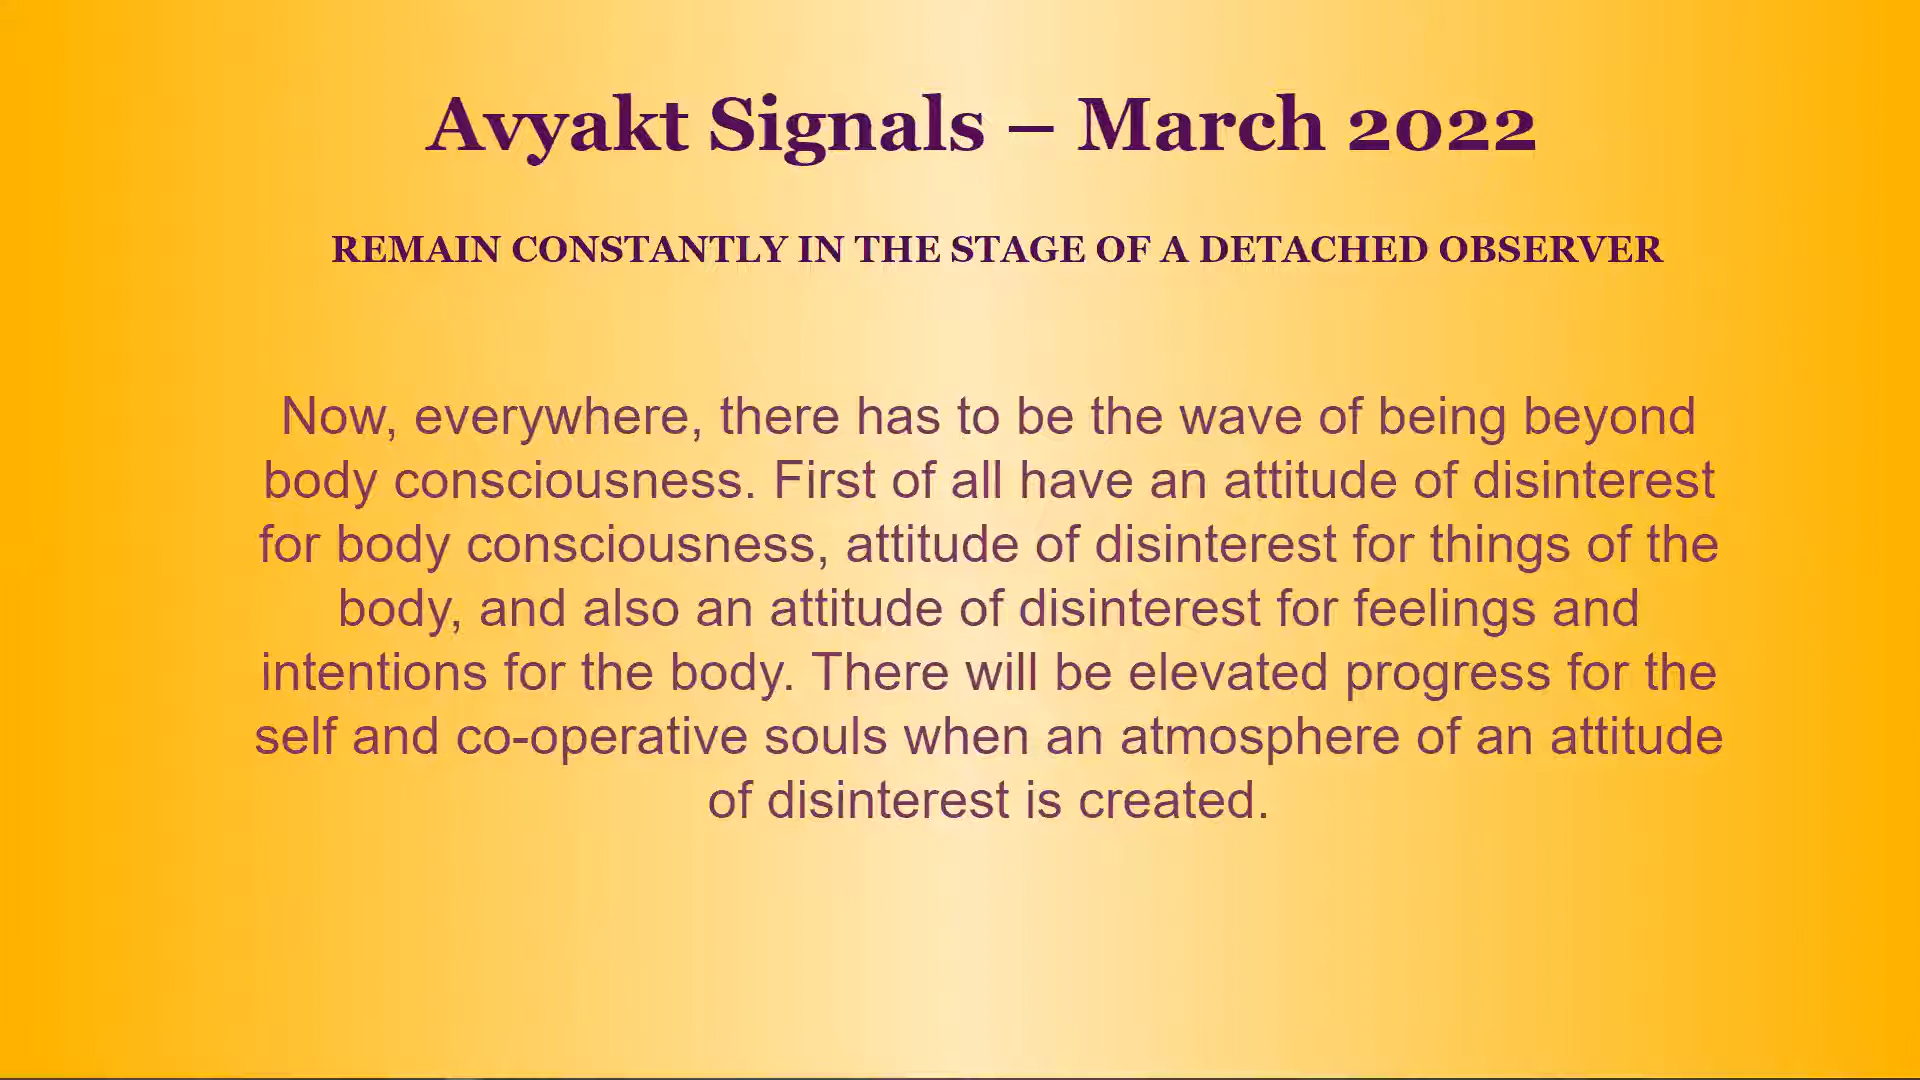 Avyakt Signals – March 2022
REMAIN CONSTANTLY IN THE STAGE OF A DETACHED OBSERVER
Now, everywhere, there has to be the wave of being beyond
body consciousness. First of all have an attitude of disinterest
for body consciousness, attitude of disinterest for things of the
body, and also an attitude of disinterest for feelings and
intentions for the body. There will be elevated progress for the
self and co-operative souls when an atmosphere of an attitude
of disinterest is created.